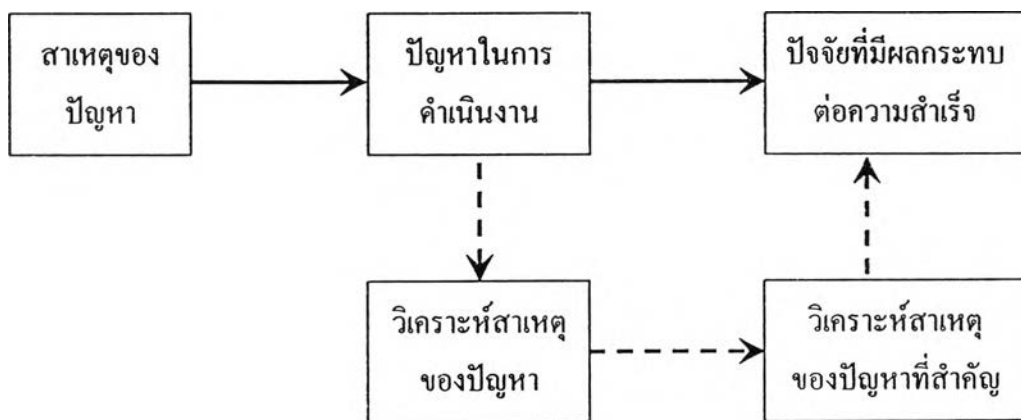 สาเหตุของ
ปัญหา
ปัญหาในการ
ดำเนินงาน
ปัจจัยที่มีผลกระทบ
ต่อความสำเร็จ
วิเคราะห์สาเหตุ
ของปัญหา
วิเคราะห์สาเหตุ
ของปัญหาที่สำคัญ